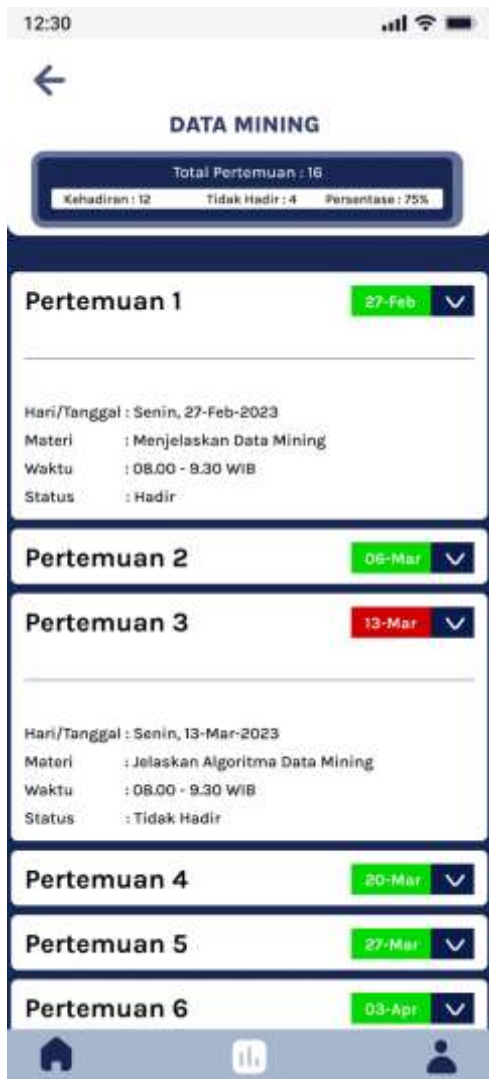 12:30
DATA MINING
Total Pertemuan : 16
Kehadiran : 12 Tidak Hadir : 4 Persentase : 75%
Pertemuan 1 27-Feb
Hari/Tanggal : Senin, 27-Feb-2023
Materi : Menjelaskan Data Mining
Waktu : 08.00 - 9.30 WIB
Status : Hadir
Pertemuan 2 06-Mar
Pertemuan 3 13-Mar
Hari/Tanggal : Senin, 13-Mar-2023
Materi : Jelaskan Algoritma Data Mining
Waktu : 08.00 - 9.30 WIB
Status : Tidak Hadir
Pertemuan 4 20-Mar
Pertemuan 5 27-Mar
Pertemuan 6 03-Apr